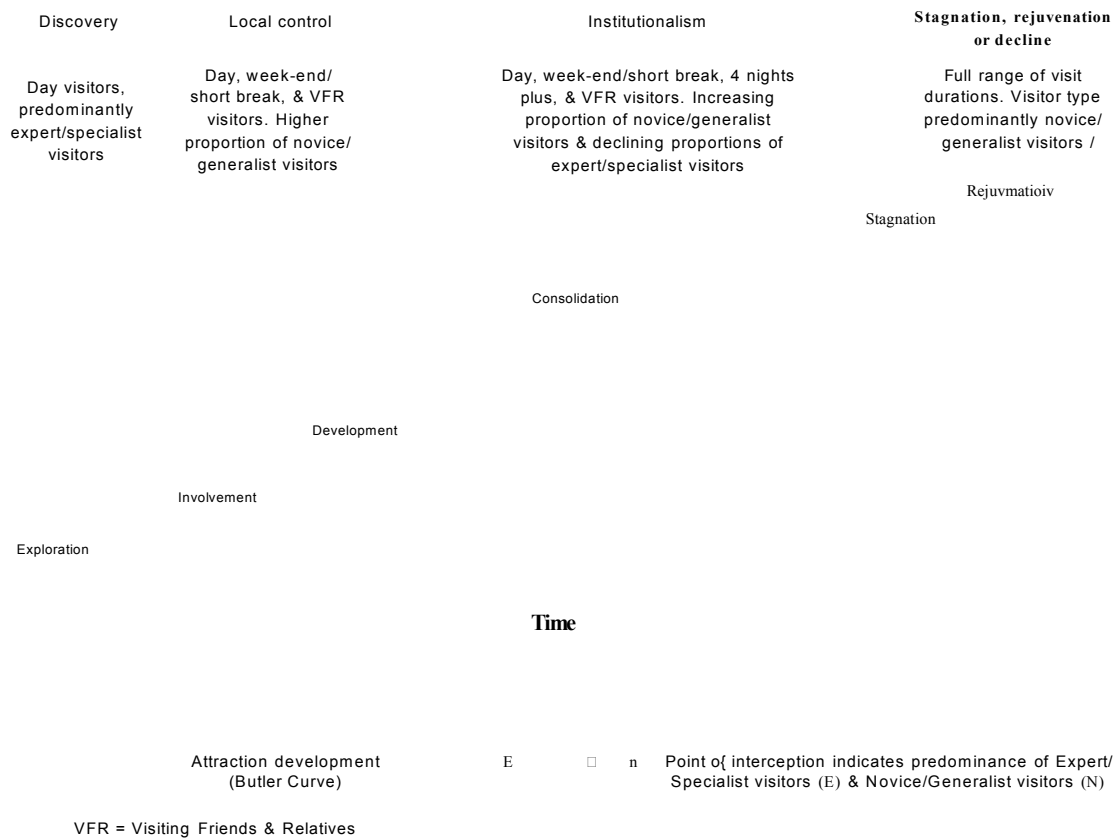 Discovery
Local control
Institutionalism
Stagnation, rejuvenation
or decline
Day visitors,
predominantly
expert/specialist
visitors
Day, week-end/
short break, & VFR
visitors. Higher
proportion of novice/
generalist visitors
Day, week-end/short break, 4 nights
plus, & VFR visitors. Increasing
proportion of novice/generalist
visitors & declining proportions of
expert/specialist visitors
Full range of visit
durations. Visitor type
predominantly novice/
generalist visitors /
Rejuvmatioiv
Stagnation
Consolidation
Development
Involvement
Exploration
Time
Attraction development
(Butler Curve)
E □ n
Point o{ interception indicates predominance of Expert/
Specialist visitors (E) & Novice/Generalist visitors (N)
VFR = Visiting Friends & Relatives